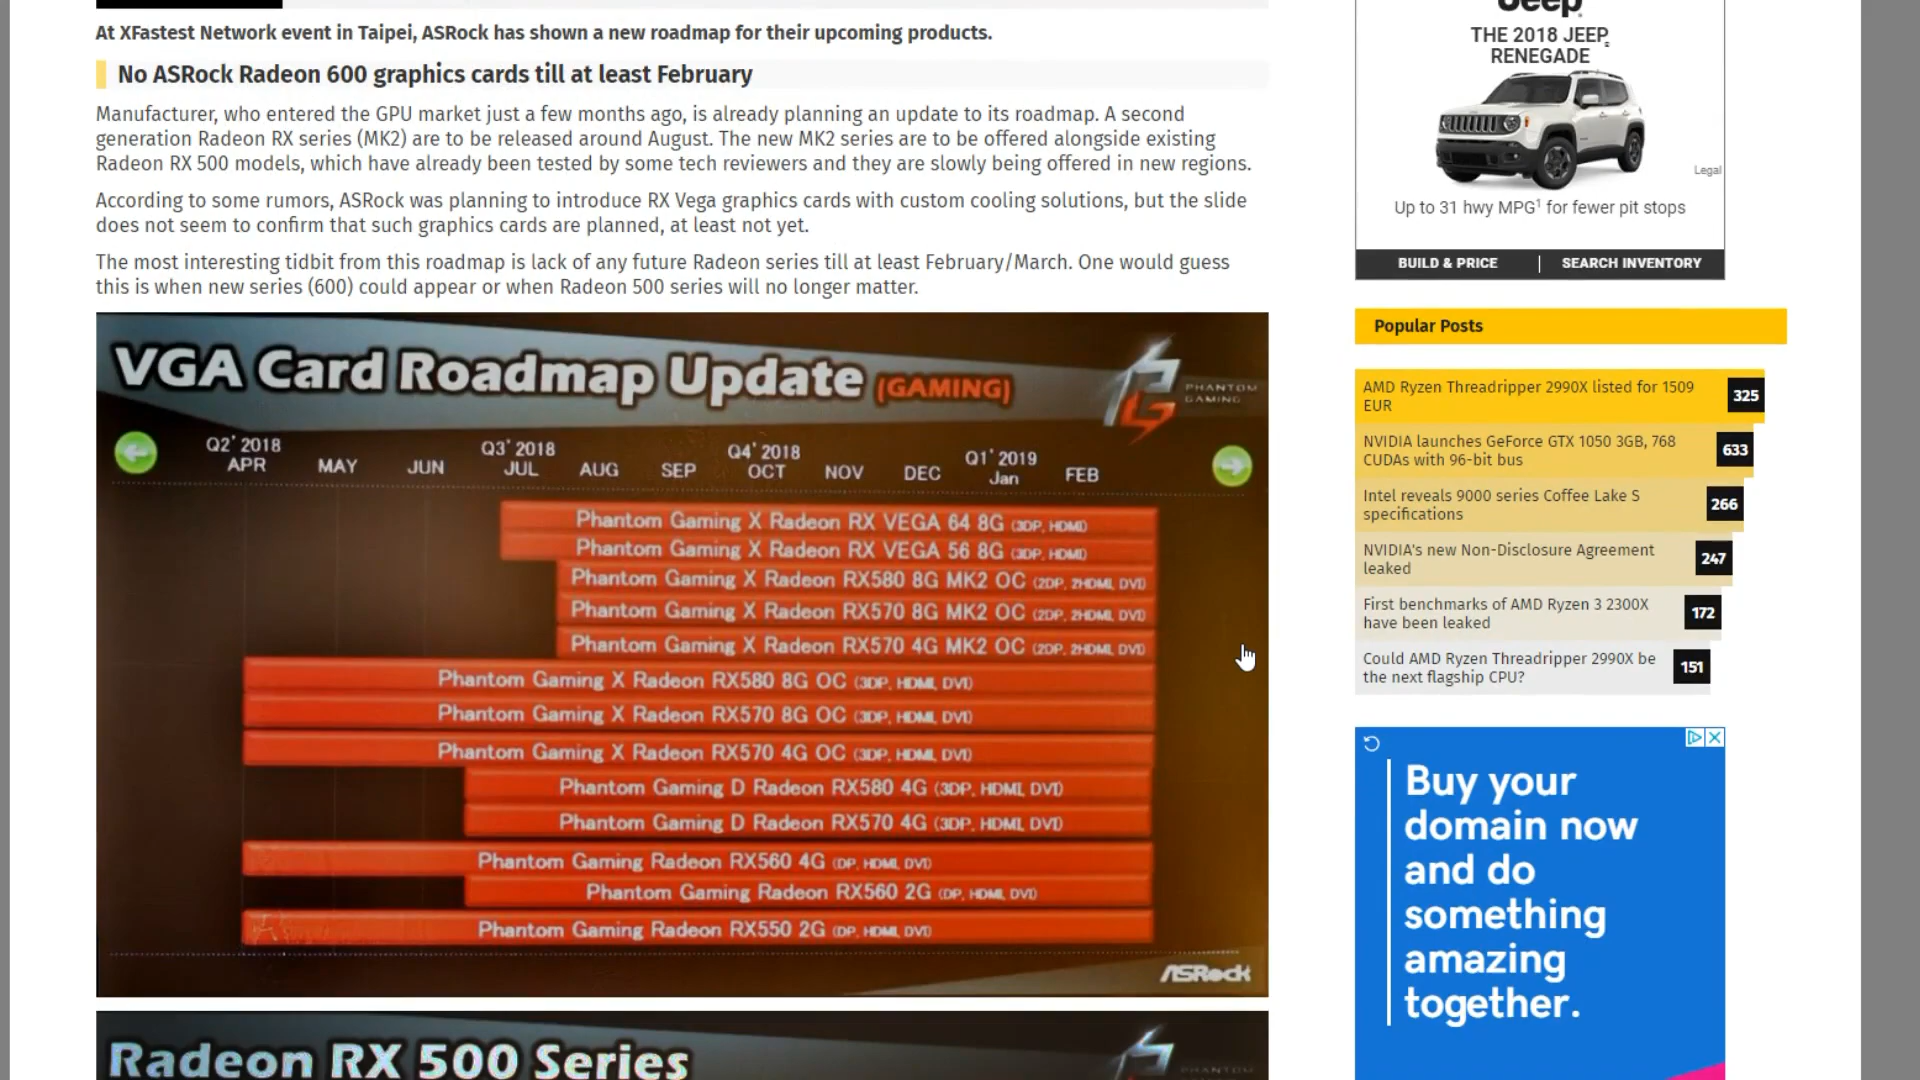 At XFastest Network event in Taipei, ASRock has shown a new roadmap for their upcoming products.
No ASRock Radeon 600 graphics cards till at least February
Manufacturer, who entered the GPU market just a few months ago, is already planning an update to its roadmap. A second
generation Radeon RX series (MK2) are to be released around August. The new MK2 series are to be offered alongside existing
Radeon RX 500 models, which have already been tested by some tech reviewers and they are slowly being offered in new regions.
According to some rumors, ASRock was planning to introduce RX Vega graphics cards with custom cooling solutions, but the slide
does not seem to confirm that such graphics cards are planned, at least not yet.
The most interesting tidbit from this roadmap is lack of any future Radeon series till at least February/March. One would guess
this is when new series (600) could appear or when Radeon 500 series will no longer matter.
VGA Card Roadmap Update (GAMING)
PHANTOM
GAMING
Q2' 2018 Q3' 2018 Q4' 2018 Q1' 2019
APR MAY JUN JUL AUG SEP OCT NOV DEC Jan FEB
Phantom Gaming X Radeon RX VEGA 64 8G (3DP, HDMI)
Phantom Gaming X Radeon RX VEGA 56 8G (3DP, HDMI)
Phantom Gaming X Radeon RX580 8G MK2 OC (2DP, 2HDMI, DVI)
Phantom Gaming X Radeon RX570 8G MK2 OC (2DP, 2HDMI, DVI)
Phantom Gaming X Radeon RX570 4G MK2 OC (2DP, 2HDMI, DVI)
Phantom Gaming X Radeon RX580 8G OC (3DP, HDMI, DVI)
Phantom Gaming X Radeon RX570 8G OC (3DP, HDMI, DVI)
Phantom Gaming X Radeon RX570 4G OC (3DP, HDMI, DVI)
Phantom Gaming D Radeon RX580 4G (3DP, HDMI, DVI)
Phantom Gaming D Radeon RX570 4G (3DP, HDMI, DVI)
Phantom Gaming Radeon RX560 4G (DP, HDMI, DVI)
Phantom Gaming Radeon RX560 2G (DP, HDMI, DVI)
Phantom Gaming Radeon RX550 2G (DP, HDMI, DVI)
ASRock
Radeon RX 500 Series
PHANTOM
Jeep
THE 2018 JEEP®
RENEGADE
Legal
Up to 31 hwy MPG¹ for fewer pit stops
BUILD & PRICE | SEARCH INVENTORY
Popular Posts
AMD Ryzen Threadripper 2990X listed for 1509
EUR
325
NVIDIA launches GeForce GTX 1050 3GB, 768
CUDAs with 96-bit bus
633
Intel reveals 9000 series Coffee Lake S
specifications
266
NVIDIA's new Non-Disclosure Agreement
leaked
247
First benchmarks of AMD Ryzen 3 2300X
have been leaked
172
Could AMD Ryzen Threadripper 2990X be
the next flagship CPU?
151
Buy your
domain now
and do
something
amazing
together.